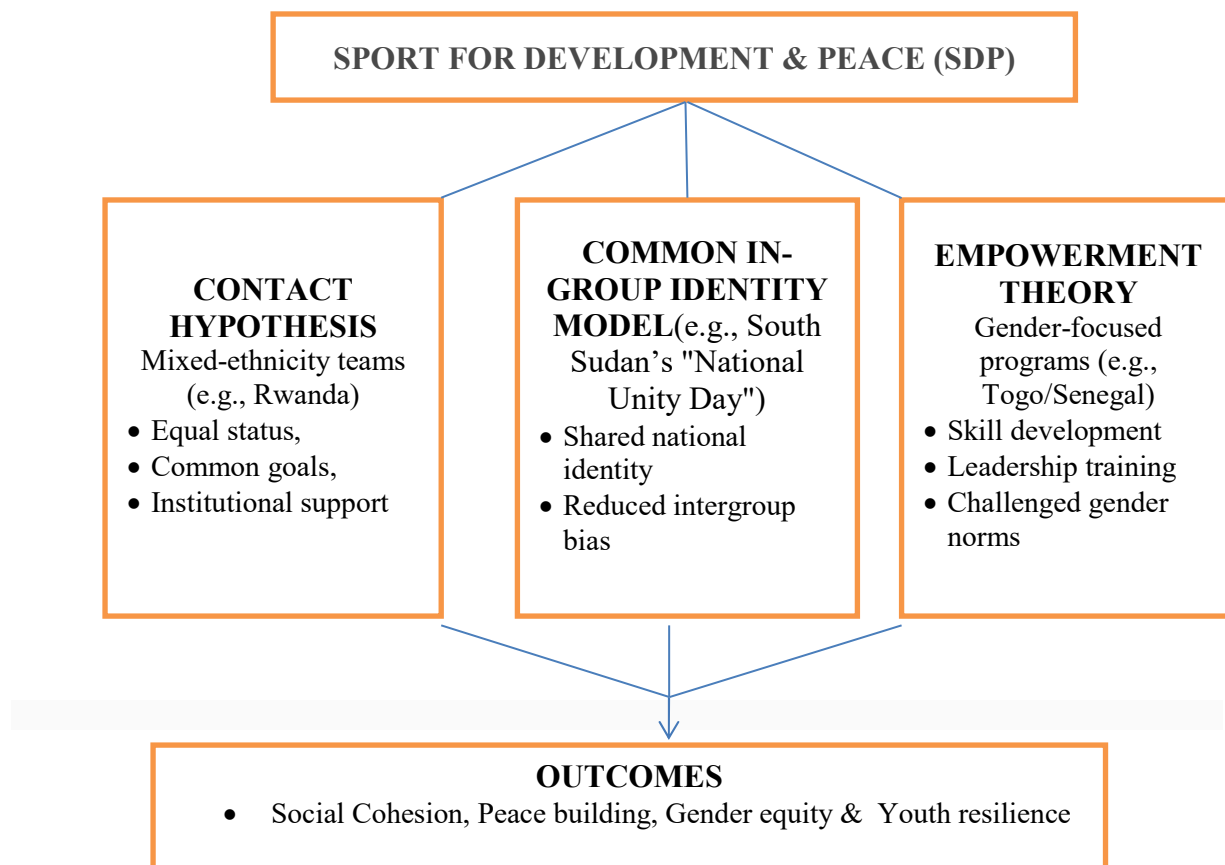 SPORT FOR DEVELOPMENT & PEACE (SDP)
CONTACT
HYPOTHESIS
Mixed-ethnicity teams
(e.g., Rwanda)
• Equal status,
• Common goals,
• Institutional support
COMMON IN-
GROUP IDENTITY
MODEL(e.g., South
Sudan’s "National
Unity Day")
• Shared national
identity
• Reduced intergroup
bias
EMPOWERMENT
THEORY
Gender-focused
programs (e.g.,
Togo/Senegal)
• Skill development
• Leadership training
• Challenged gender
norms
OUTCOMES
• Social Cohesion, Peace building, Gender equity & Youth resilience